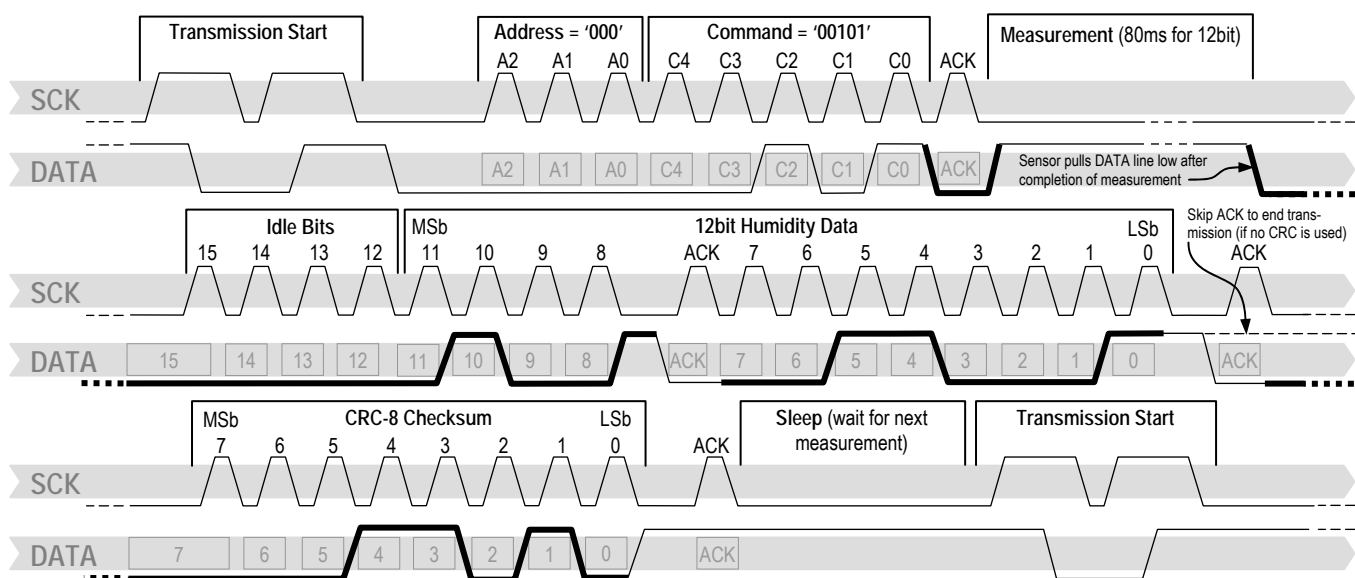 Transmission Start Address = '000' Command = '00101' Measurement (80ms for 12bit)
A2 A1 A0 C4 C3 C2 C1 C0 ACK
SCK
DATA A2 A1 A0 C4 C3 C2 C1 C0 ACK
Sensor pulls DATA line low after
completion of measurement
Idle Bits MSb 12bit Humidity Data LSb
Skip ACK to end trans-
mission (if no CRC is used)
15 14 13 12 11 10 9 8 ACK 7 6 5 4 3 2 1 0 ACK
SCK
DATA 15 14 13 12 11 10 9 8 ACK 7 6 5 4 3 2 1 0 ACK
MSb CRC-8 Checksum LSb
Sleep (wait for next
measurement)
Transmission Start
7 6 5 4 3 2 1 0 ACK
SCK
DATA 7 6 5 4 3 2 1 0 ACK